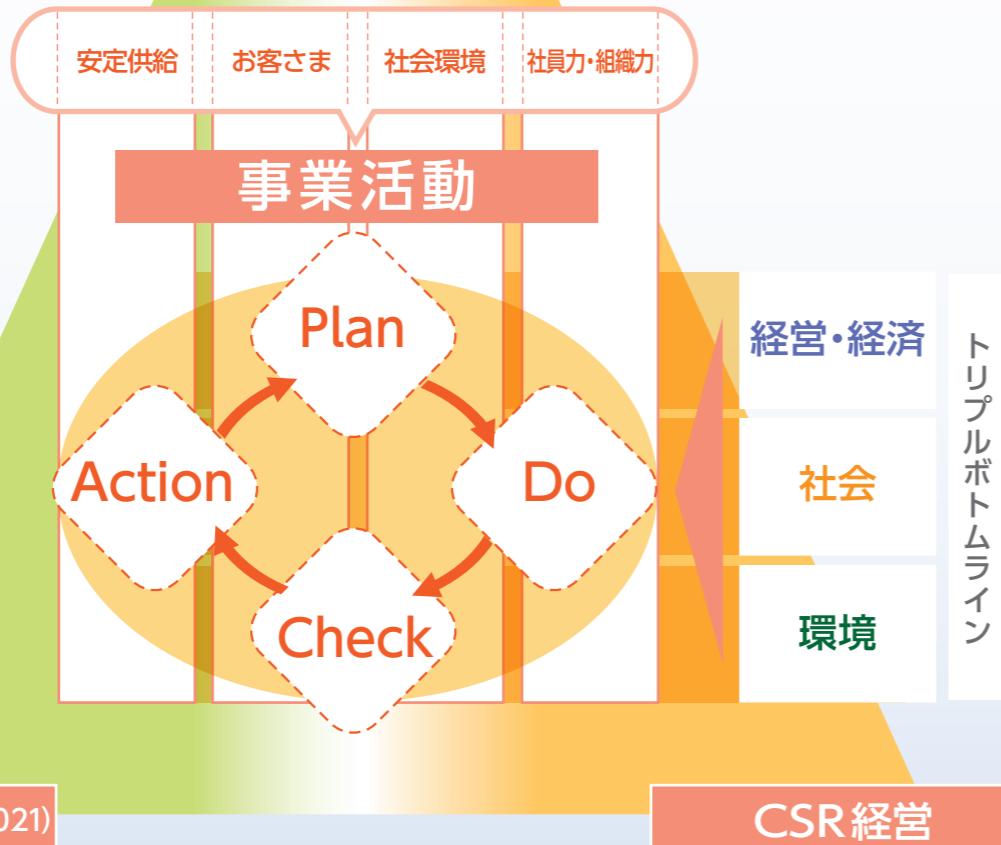 安定供給
お客さま
社会環境
社員力・組織力
事業活動
Plan
Do
Check
Action
経営・経済
社会
環境
トリプルボトムライン
021)
CSR経営